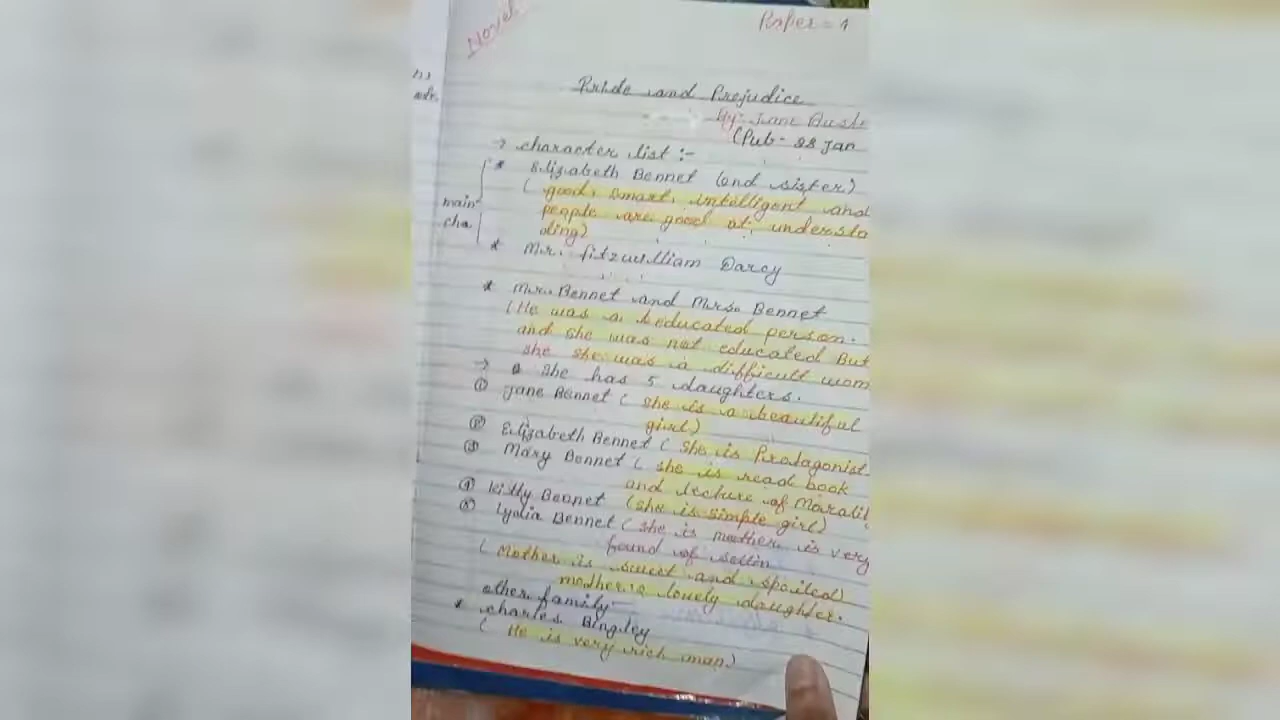 Novel
Paper = 1
Pride and Prejudice
By: Jane Auste
(Pub - 28 Jan
→ character list :-
* Elizabeth Bennet (2nd sister)
( good, smart, intelligent and
people are good at, understa
ding)
main
cha
* Mr. fitzwilliam Darcy
* Mr. Bennet and Mrs. Bennet
(He was a educated person.
and she was not educated But
she she was a difficult wom
→ she has 5 daughters.
① Jane Bennet ( she is a beautiful
girl)
② Elizabeth Bennet ( she is Protagonist
③ Mary Bennet ( she is read book
and lecture of Moralit
④ kitty Bennet (she is simple girl)
⑤ Lydia Bennet ( she is mother is very
found of
( Mother is sweet and spoiled)
mother's lovely daughter.
other family-
* charles Bingley
( He is very rich man)